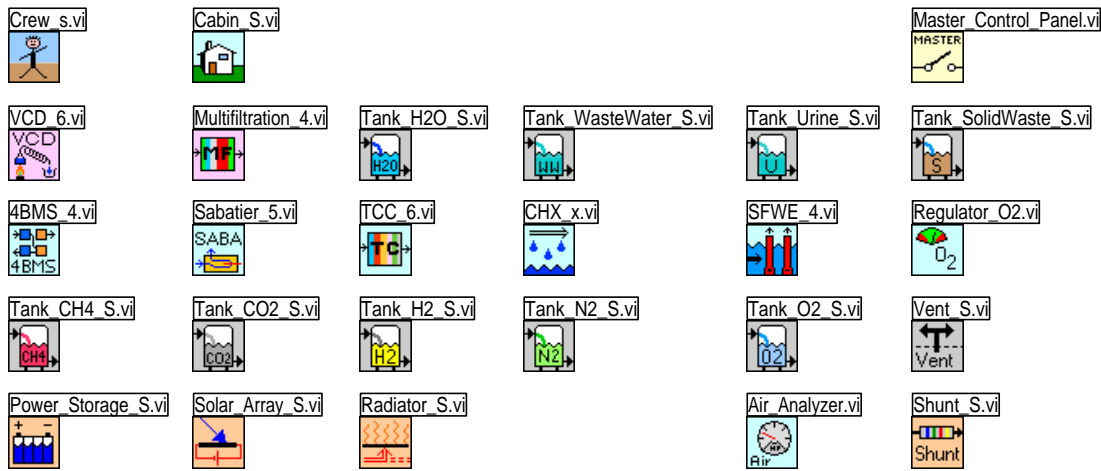 Crew_s.vi
Cabin_S.vi
Master_Control_Panel.vi
MASTER
VCD_6.vi
Multifiltration_4.vi
Tank_H2O_S.vi
Tank_WasteWater_S.vi
Tank_Urine_S.vi
Tank_SolidWaste_S.vi
VCD
MF
H2O
WW
U
S
4BMS_4.vi
Sabatier_5.vi
TCC_6.vi
CHX_x.vi
SFWE_4.vi
Regulator_O2.vi
4BMS
SABA
TC
O2
Tank_CH4_S.vi
Tank_CO2_S.vi
Tank_H2_S.vi
Tank_N2_S.vi
Tank_O2_S.vi
Vent_S.vi
CH4
CO2
H2
N2
O2
Vent
Power_Storage_S.vi
Solar_Array_S.vi
Radiator_S.vi
Air_Analyzer.vi
Shunt_S.vi
+ -
Air
Shunt